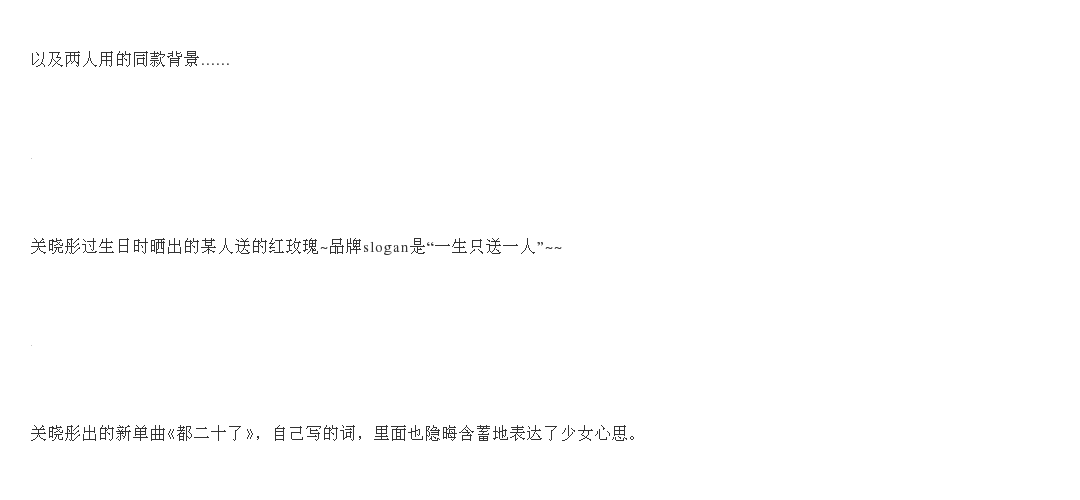 以及两人用的同款背景......
关晓彤过生日时晒出的某人送的红玫瑰~品牌slogan是“一生只送一人”~~
关晓彤出的新单曲《都二十了》，自己写的词，里面也隐晦含蓄地表达了少女心思。